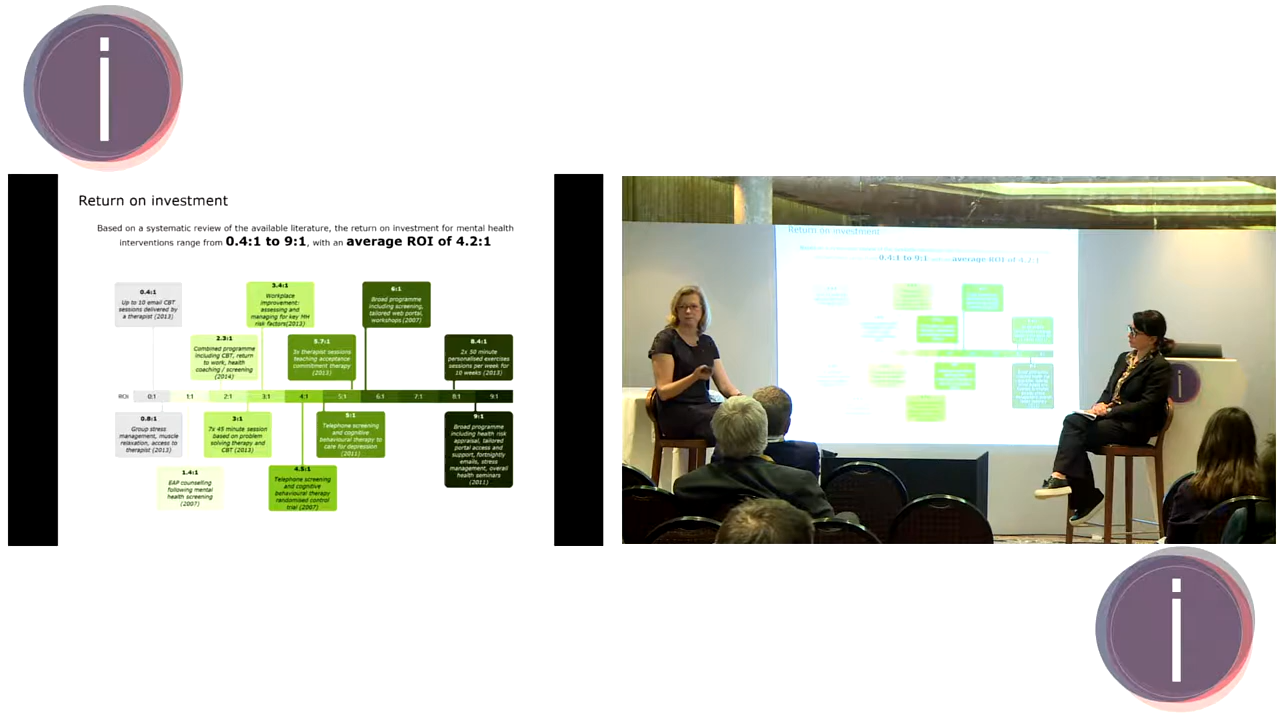 i
Return on investment
Based on a systematic review of the available literature, the return on investment for mental health
interventions range from 0.4:1 to 9:1, with an average ROI of 4.2:1
0.4:1
Up to 10 email CBT
sessions delivered by
a therapist (2013)
3.4:1
Workplace
improvement:
assessing and
managing for key MH
risk factors(2013)
6:1
Broad programme
including screening,
tailored web portal,
workshops (2007)
2.3:1
Combined programme
including CBT, return
to work, health
coaching / screening
(2014)
5.7:1
3x therapist sessions
teaching acceptance
commitment therapy
(2013)
8.4:1
2x 50 minute
personalised exercises
sessions per week for
10 weeks (2013)
ROI 0:1 1:1 2:1 3:1 4:1 5:1 6:1 7:1 8:1 9:1
0.8:1
Group stress
management, muscle
relaxation, access to
therapist (2013)
3:1
7x 45 minute session
based on problem
solving therapy and
CBT (2013)
5:1
Telephone screening
and cognitive
behavioural therapy to
care for depression
(2011)
9:1
Broad programme
including health risk
appraisal, tailored
portal access and
support, fortnightly
emails, stress
management, overall
health seminars
(2011)
1.4:1
EAP counselling
following mental
health screening
(2007)
4.5:1
Telephone screening
and cognitive
behavioural therapy
randomised control
trial (2007)
Return on investment
0.4:1 to 9:1, with an average ROI of 4.2:1
i
i